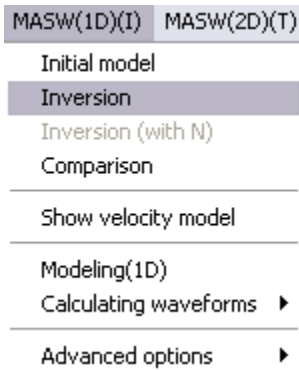 MASW(1D)(I) MASW(2D)(T)
Initial model
Inversion
Inversion (with N)
Comparison
Show velocity model
Modeling(1D)
Calculating waveforms
Advanced options